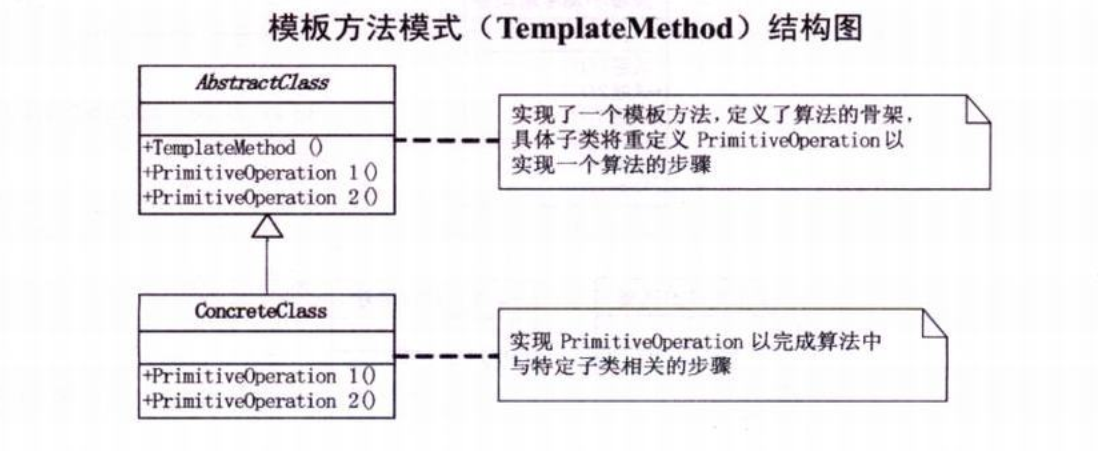 模板方法模式（TemplateMethod）结构图
AbstractClass
+TemplateMethod ()
+PrimitiveOperation 1()
+PrimitiveOperation 2()
实现了一个模板方法，定义了算法的骨架，
具体子类将重定义 PrimitiveOperation 以
实现一个算法的步骤
ConcreteClass
+PrimitiveOperation 1()
+PrimitiveOperation 2()
实现 PrimitiveOperation 以完成算法中
与特定子类相关的步骤